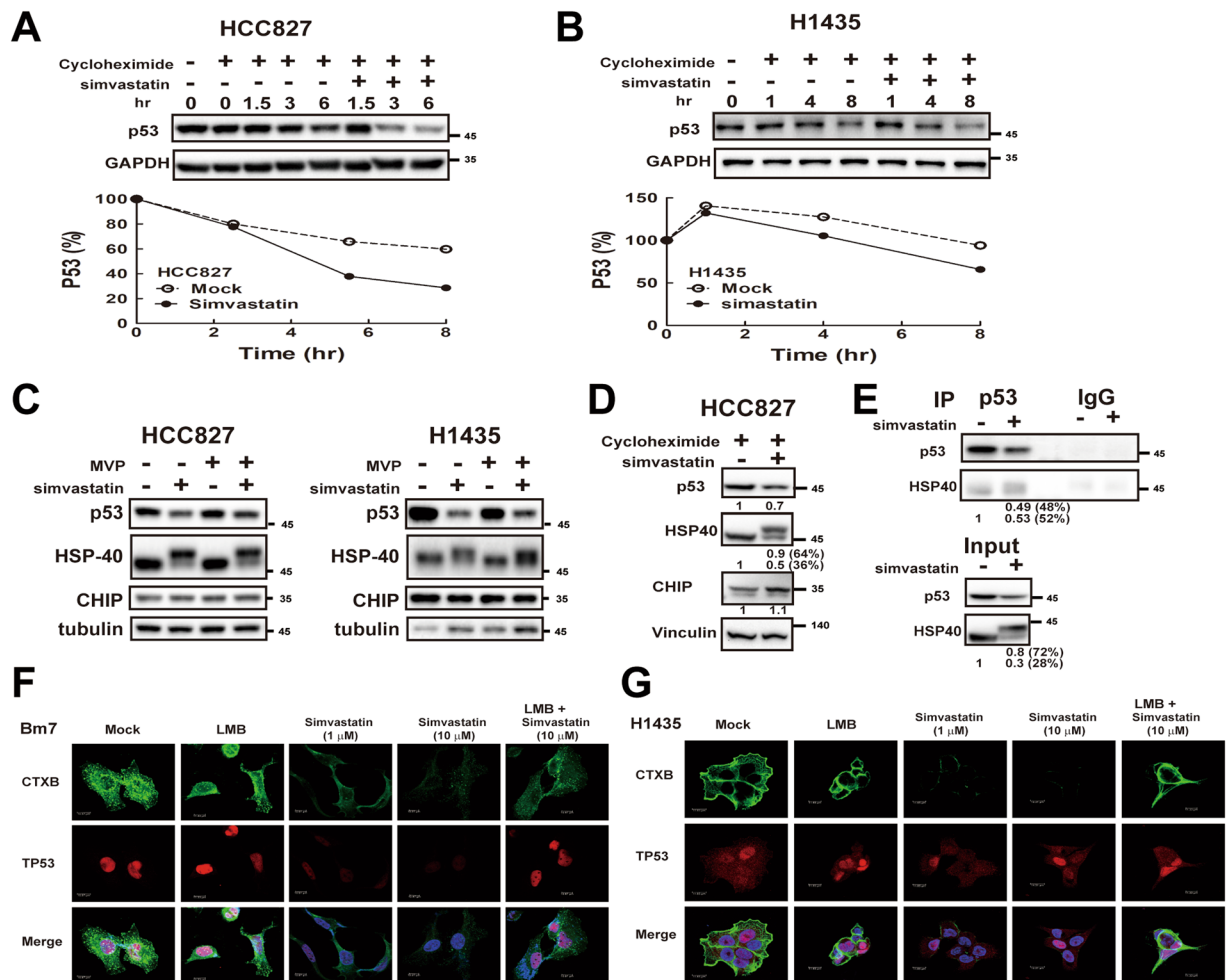 A
HCC827
Cycloheximide - + + + + + + +
simvastatin - - - - - + + +
hr 0 0 1.5 3 6 1.5 3 6
p53
45
GAPDH
35
P53 (%)
100
80
60
40
20
0
HCC827
Mock
Simvastatin
0 2 4 6 8
Time (hr)
B
H1435
Cycloheximide - + + + + + +
simvastatin - - - - + + +
hr 0 1 4 8 1 4 8
p53
45
GAPDH
35
P53 (%)
150
100
50
0
H1435
Mock
simastatin
0 2 4 6 8
Time (hr)
C
HCC827
MVP - - + +
simvastatin - + - +
p53
45
HSP-40
45
CHIP
35
tubulin
45
H1435
MVP - - + +
simvastatin - + - +
p53
45
HSP-40
45
CHIP
35
tubulin
45
D
HCC827
Cycloheximide + +
simvastatin - +
p53
45
1 0.7
HSP40
45
0.9 (64%)
1 0.5 (36%)
CHIP
35
1 1.1
Vinculin
140
E
IP p53 IgG
simvastatin - + - +
p53
45
HSP40
45
0.49 (48%)
1 0.53 (52%)
Input
simvastatin - +
p53
45
HSP40
45
0.8 (72%)
1 0.3 (28%)
F
Bm7
Mock
LMB
Simvastatin
(1 μM)
Simvastatin
(10 μM)
LMB +
Simvastatin
(10 μM)
CTXB
TP53
Merge
G
H1435
Mock
LMB
Simvastatin
(1 μM)
Simvastatin
(10 μM)
LMB +
Simvastatin
(10 μM)
CTXB
TP53
Merge